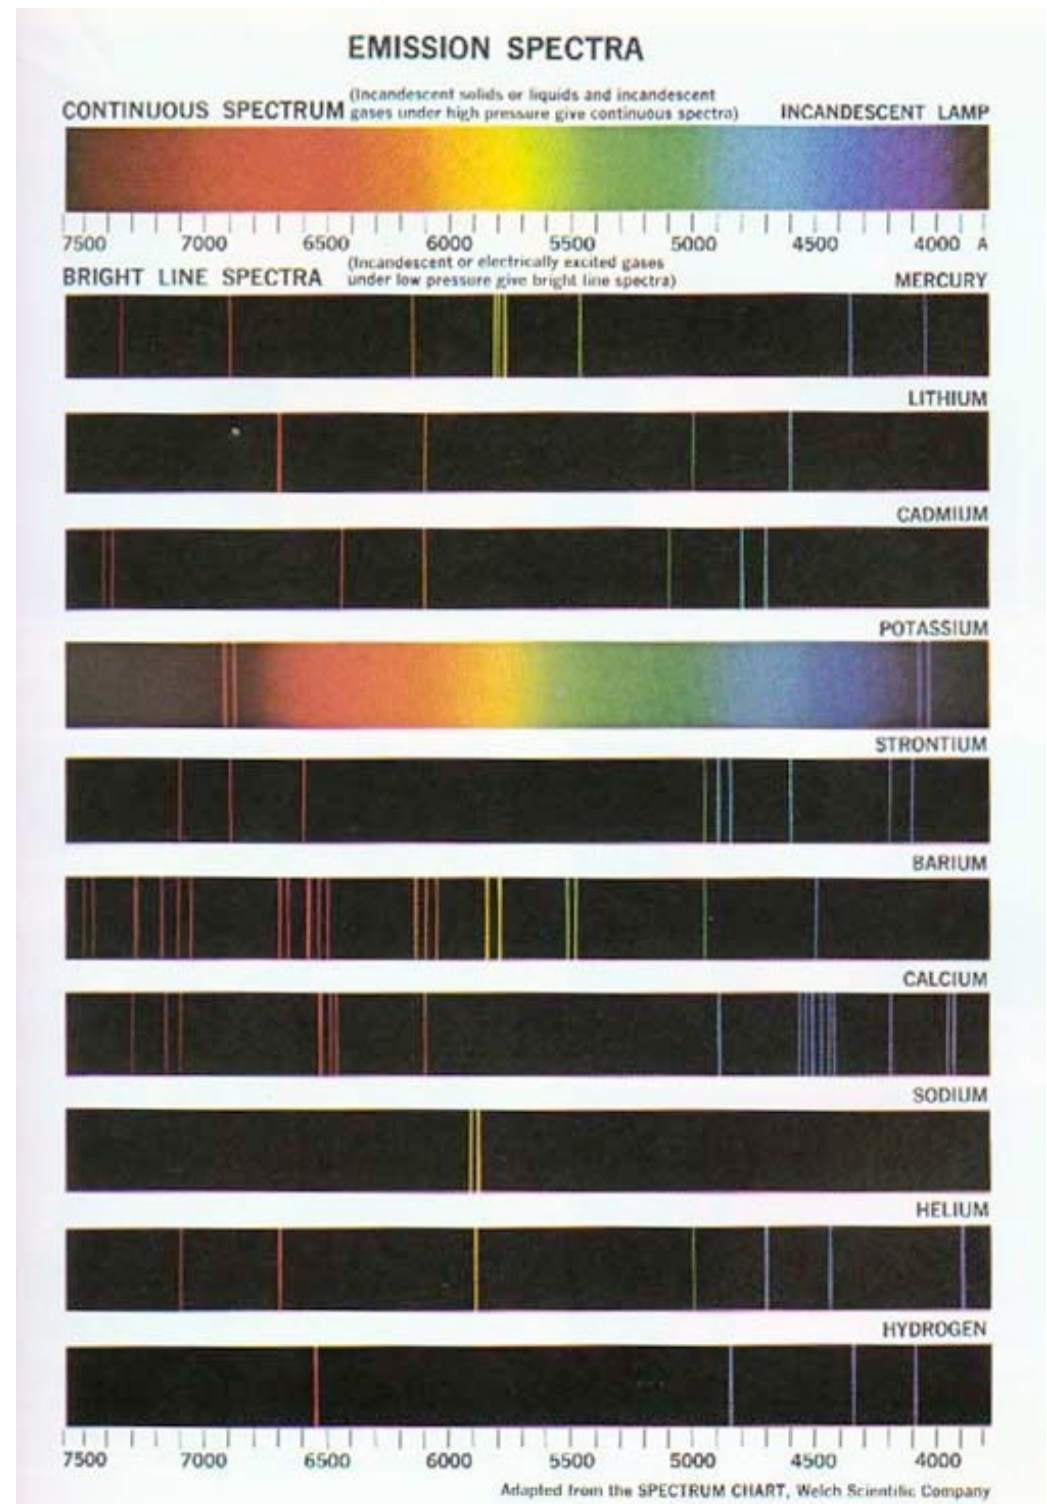 EMISSION SPECTRA
CONTINUOUS SPECTRUM (Incandescent solids or liquids and incandescent
gases under high pressure give continuous spectra) INCANDESCENT LAMP
7500 7000 6500 6000 5500 5000 4500 4000 A
BRIGHT LINE SPECTRA (Incandescent or electrically excited gases
under low pressure give bright line spectra) MERCURY
LITHIUM
CADMIUM
POTASSIUM
STRONTIUM
BARIUM
CALCIUM
SODIUM
HELIUM
HYDROGEN
7500 7000 6500 6000 5500 5000 4500 4000
Adapted from the SPECTRUM CHART, Welch Scientific Company